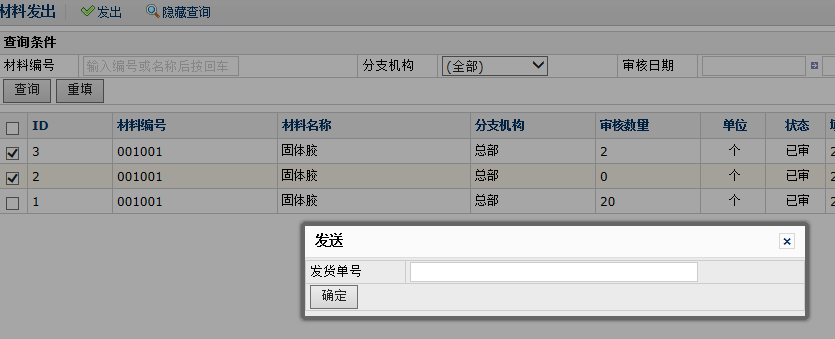 材料发出 发出 隐藏查询
查询条件
材料编号 输入编号或名称后按回车 分支机构 (全部) 审核日期
查询 重填
ID 材料编号 材料名称 分支机构 审核数量 单位 状态
3 001001 固体胶 总部 2 个 已审 2
2 001001 固体胶 总部 0 个 已审 2
1 001001 固体胶 总部 20 个 已审 2
发送
发货单号
确定